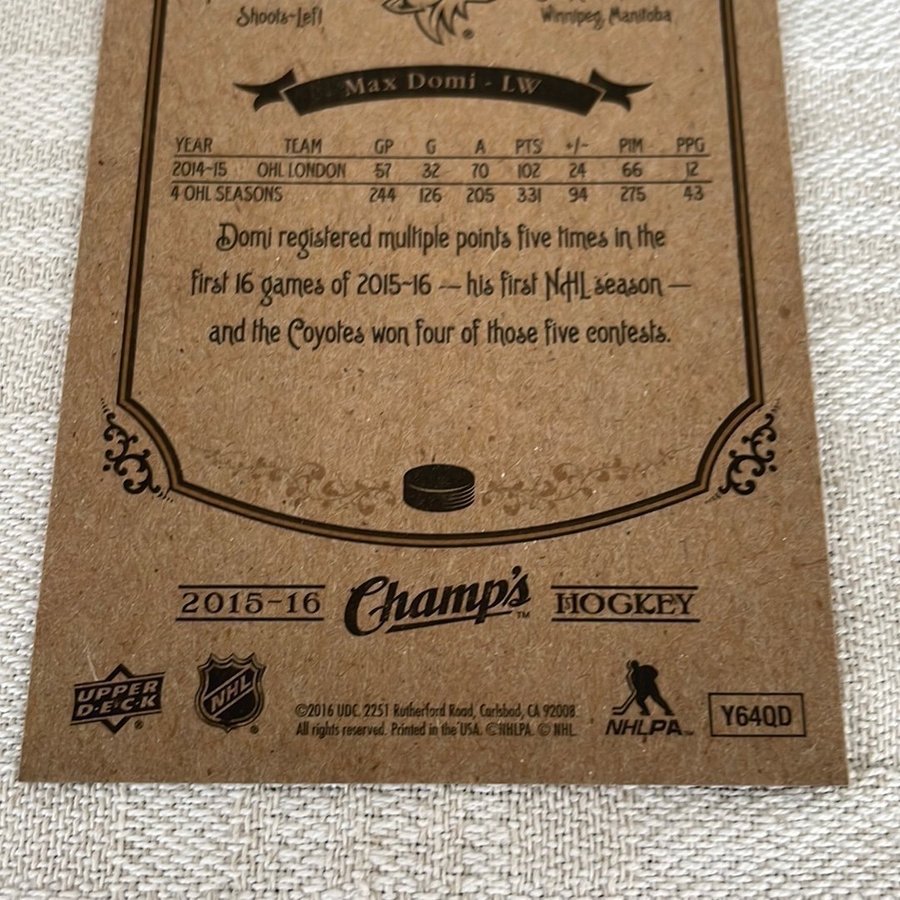 Shoots-Left
Winnipeg, Manitoba
®
Max Domi - LW
YEAR TEAM GP G A PTS +/- PIM PPG
2014-15 OHL LONDON 57 32 70 102 24 66 12
4 OHL SEASONS 244 126 205 331 94 275 43
Domi registered multiple points five times in the
first 16 games of 2015-16 — his first NHL season —
and the Coyotes won four of those five contests.
2015-16 Champ's™ HOCKEY
UPPER
D·E·C·K ®
NHL ®
©2016 UDC. 2251 Rutherford Road, Carlsbad, CA 92008.
All rights reserved. Printed in the USA. © NHLPA. © NHL.
NHLPA™
Y64QD